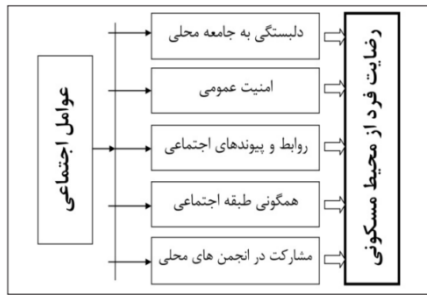 رضایت فرد از محیط مسکونی
دلبستگی به جامعه محلی
امنیت عمومی
روابط و پیوندهای اجتماعی
همگونی طبقه اجتماعی
مشارکت در انجمن های محلی
عوامل اجتماعی